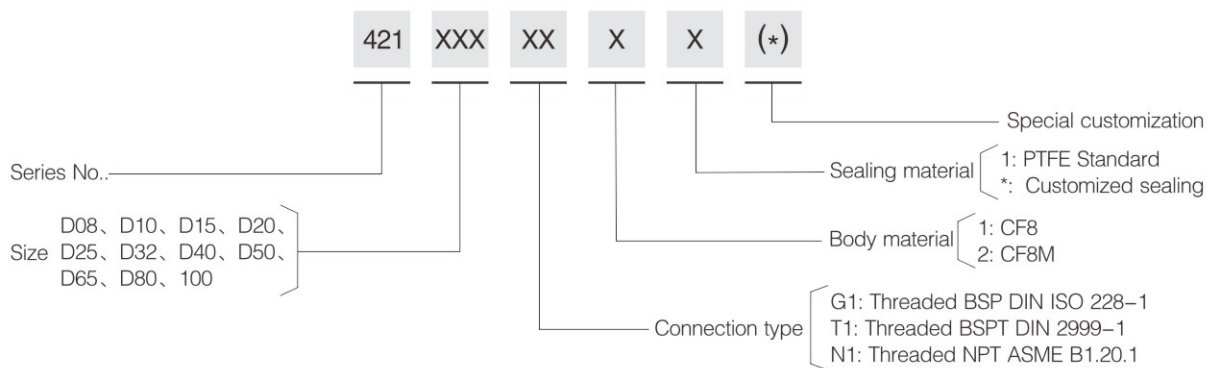 421 XXX XX X X (*)
Special customization
Series No..
Sealing material
1: PTFE Standard
*: Customized sealing
Size
D08、D10、D15、D20、
D25、D32、D40、D50、
D65、D80、100
Body material
1: CF8
2: CF8M
Connection type
G1: Threaded BSP DIN ISO 228–1
T1: Threaded BSPT DIN 2999–1
N1: Threaded NPT ASME B1.20.1